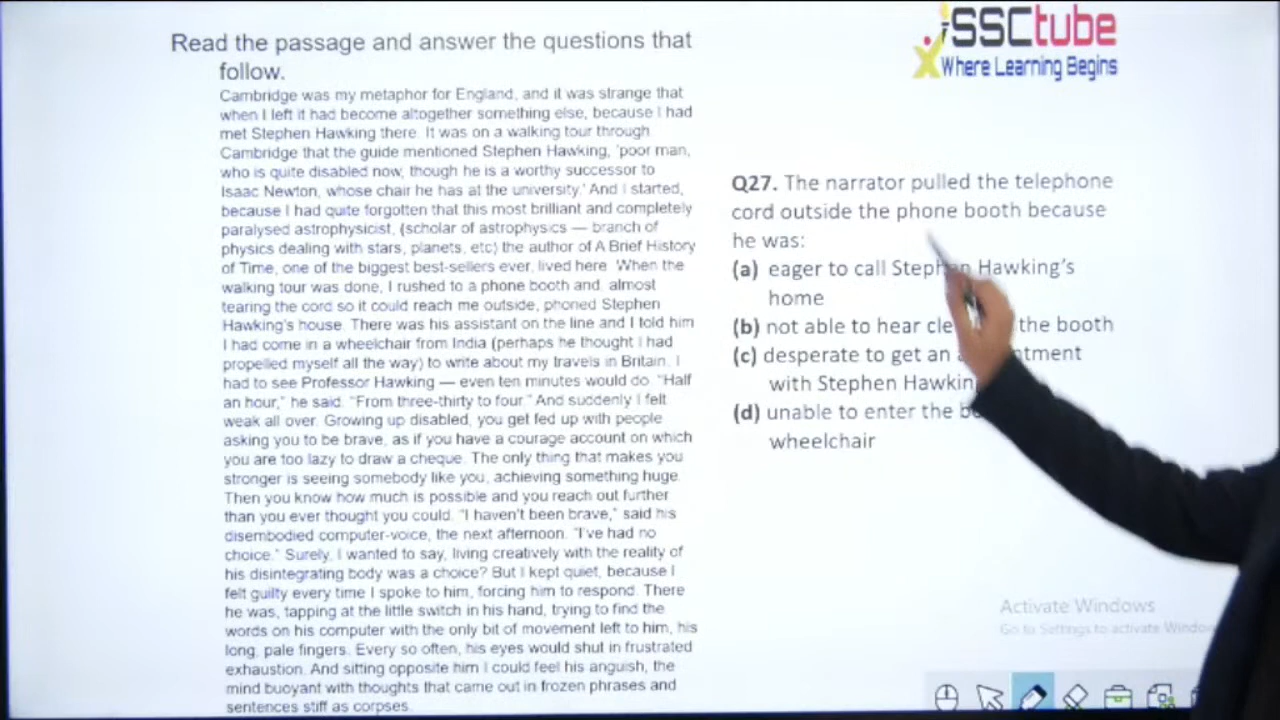 Read the passage and answer the questions that
follow.
Cambridge was my metaphor for England, and it was strange that
when I left it had become altogether something else, because I had
met Stephen Hawking there. It was on a walking tour through
Cambridge that the guide mentioned Stephen Hawking, 'poor man,
who is quite disabled now, though he is a worthy successor to
Isaac Newton, whose chair he has at the university.' And I started,
because I had quite forgotten that this most brilliant and completely
paralysed astrophysicist, (scholar of astrophysics — branch of
physics dealing with stars, planets, etc) the author of A Brief History
of Time, one of the biggest best-sellers ever, lived here. When the
walking tour was done, I rushed to a phone booth and, almost
tearing the cord so it could reach me outside, phoned Stephen
Hawking's house. There was his assistant on the line and I told him
I had come in a wheelchair from India (perhaps he thought I had
propelled myself all the way) to write about my travels in Britain. I
had to see Professor Hawking — even ten minutes would do. "Half
an hour," he said. "From three-thirty to four." And suddenly I felt
weak all over. Growing up disabled, you get fed up with people
asking you to be brave, as if you have a courage account on which
you are too lazy to draw a cheque. The only thing that makes you
stronger is seeing somebody like you, achieving something huge.
Then you know how much is possible and you reach out further
than you ever thought you could. "I haven't been brave," said his
disembodied computer-voice, the next afternoon. "I've had no
choice." Surely, I wanted to say, living creatively with the reality of
his disintegrating body was a choice? But I kept quiet, because I
felt guilty every time I spoke to him, forcing him to respond. There
he was, tapping at the little switch in his hand, trying to find the
words on his computer with the only bit of movement left to him, his
long, pale fingers. Every so often, his eyes would shut in frustrated
exhaustion. And sitting opposite him I could feel his anguish, the
mind buoyant with thoughts that came out in frozen phrases and
sentences stiff as corpses.
SSCtube
Where Learning Begins
Q27. The narrator pulled the telephone
cord outside the phone booth because
he was:
(a) eager to call Stephen Hawking's
home
(b) not able to hear the booth
(c) desperate to get an
with Stephen
(d) unable to enter the
wheelchair
Activate Windows
Go to Settings to activate